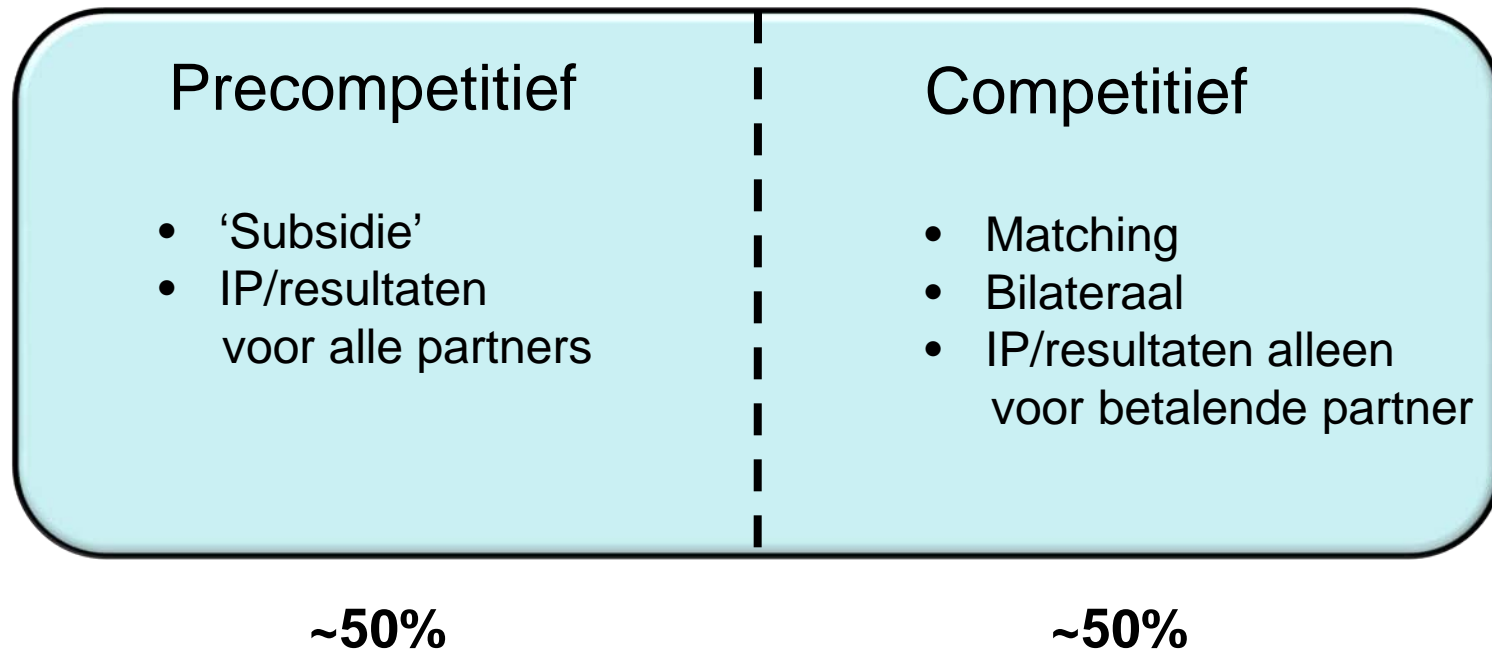 Precompetitief
• ‘Subsidie’
• IP/resultaten
voor alle partners
Competitief
• Matching
• Bilateraal
• IP/resultaten alleen
voor betalende partner
~50%
~50%